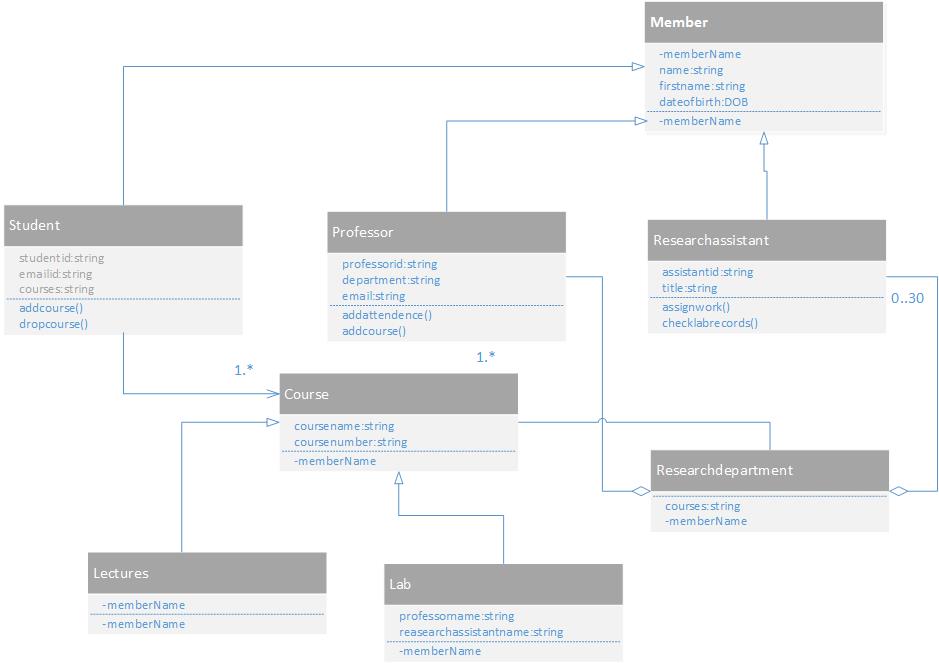 Member
-memberName
name:string
firstname:string
dateofbirth:DOB
-memberName
Student
studentid:string
emailid:string
courses:string
addcourse()
dropcourse()
Professor
professorid:string
department:string
email:string
addattendence()
addcourse()
Researchassistant
assistantid:string
title:string
assignwork()
checklabrecords()
0..30
1.*
1.*
Course
coursename:string
coursenumber:string
-memberName
Researchdepartment
courses:string
-memberName
Lectures
-memberName
-memberName
Lab
professorname:string
reasearchassistantname:string
-memberName